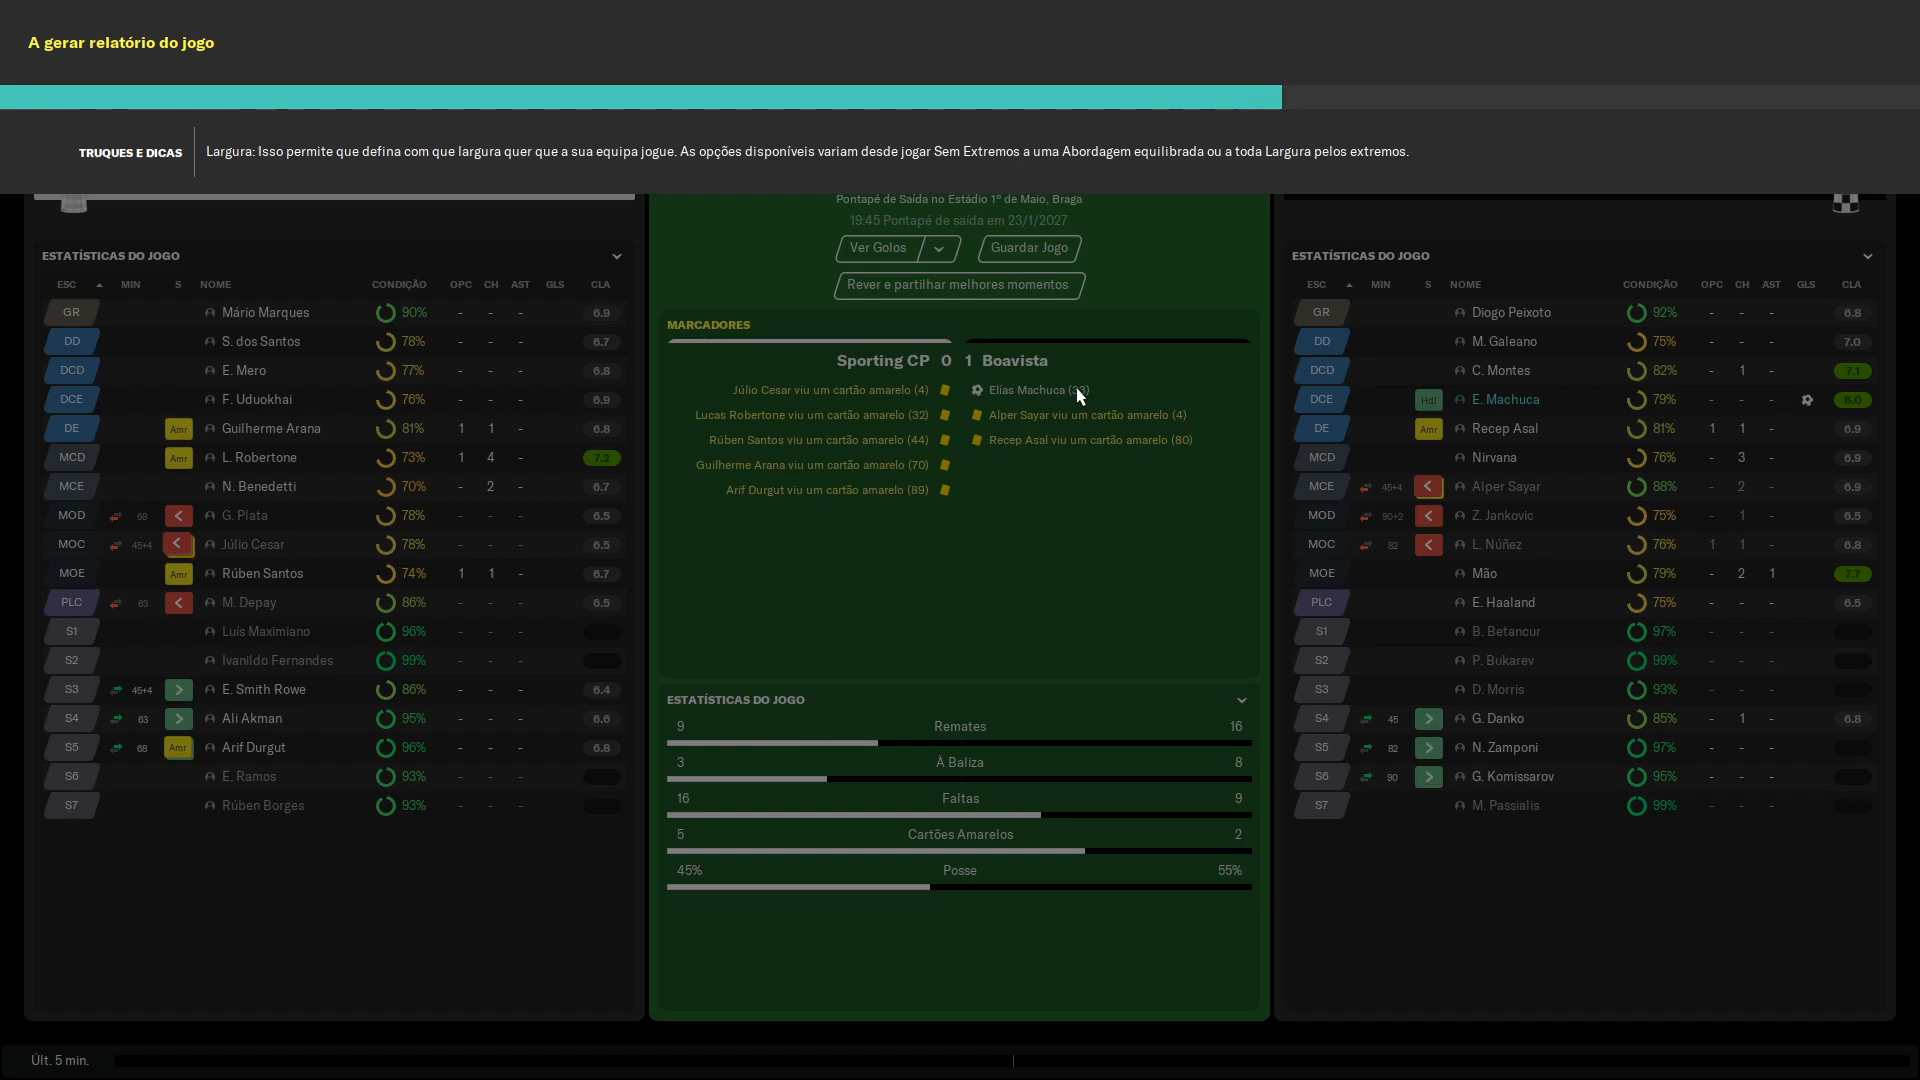 A gerar relatório do jogo
TRUQUES E DICAS
Largura: Isso permite que defina com que largura quer que a sua equipa jogue. As opções disponíveis variam desde jogar Sem Extremos a uma Abordagem equilibrada ou a toda Largura pelos extremos.
Pontapé de Saída no Estádio 1º de Maio, Braga
19:45 Pontapé de saída em 23/1/2027
Ver Golos
Guardar Jogo
Rever e partilhar melhores momentos
ESTATÍSTICAS DO JOGO
ESC MIN S NOME CONDIÇÃO OPC CH AST GLS CLA
GR Mário Marques 90% - - - 6.9
DD S. dos Santos 78% - - - 6.7
DCD E. Mero 77% - - - 6.8
DCE F. Uduokhai 76% - - - 6.9
DE Amr Guilherme Arana 81% 1 1 - 6.8
MCD Amr L. Robertone 73% 1 4 - 7.2
MCE N. Benedetti 70% - 2 - 6.7
MOD 68 G. Plata 78% - - - 6.5
MOC 45+4 Júlio Cesar 78% - - - 6.5
MOE Amr Rúben Santos 74% 1 1 - 6.7
PLC 63 M. Depay 86% - - - 6.5
S1 Luís Maximiano 96% - - -
S2 Ivanildo Fernandes 99% - - -
S3 45+4 E. Smith Rowe 86% - - - 6.4
S4 63 Ali Akman 95% - - - 6.6
S5 68 Amr Arif Durgut 96% - - - 6.8
S6 E. Ramos 93% - - -
S7 Rúben Borges 93% - - -
MARCADORES
Sporting CP 0 1 Boavista
Júlio Cesar viu um cartão amarelo (4)
Lucas Robertone viu um cartão amarelo (32)
Rúben Santos viu um cartão amarelo (44)
Guilherme Arana viu um cartão amarelo (70)
Arif Durgut viu um cartão amarelo (89)
Elías Machuca
Alper Sayar viu um cartão amarelo (4)
Recep Asal viu um cartão amarelo (80)
ESTATÍSTICAS DO JOGO
9 Remates 16
3 À Baliza 8
16 Faltas 9
5 Cartões Amarelos 2
45% Posse 55%
ESTATÍSTICAS DO JOGO
ESC MIN S NOME CONDIÇÃO OPC CH AST GLS CLA
GR Diogo Peixoto 92% - - - 6.8
DD M. Galeano 75% - - - 7.0
DCD C. Montes 82% - 1 - 7.1
DCE HdJ E. Machuca 79% - - - 8.0
DE Amr Recep Asal 81% 1 1 - 6.9
MCD Nirvana 76% - 3 - 6.9
MCE 45+4 Alper Sayar 88% - 2 - 6.9
MOD 90+2 Z. Jankovic 75% - 1 - 6.5
MOC 82 L. Núñez 76% 1 1 - 6.8
MOE Mão 79% - 2 1 7.7
PLC E. Haaland 75% - - - 6.5
S1 B. Betancur 97% - - -
S2 P. Bukarev 99% - - -
S3 D. Morris 93% - - -
S4 45 G. Danko 85% - 1 - 6.8
S5 82 N. Zamponi 97% - - -
S6 90 G. Komissarov 95% - - -
S7 M. Passialis 99% - - -
Últ. 5 min.